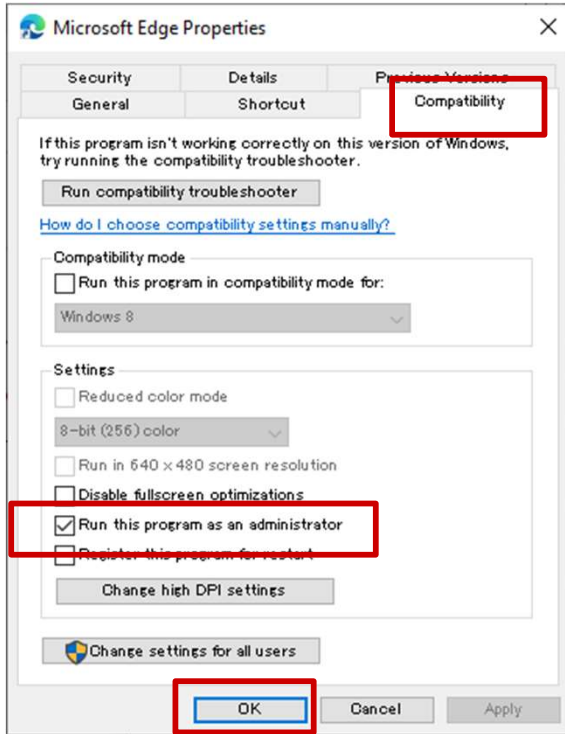 Microsoft Edge Properties
Security Details Previous Versions
General Shortcut Compatibility
If this program isn't working correctly on this version of Windows,
try running the compatibility troubleshooter.
Run compatibility troubleshooter
How do I choose compatibility settings manually?
Compatibility mode
Run this program in compatibility mode for:
Windows 8
Settings
Reduced color mode
8-bit (256) color
Run in 640 × 480 screen resolution
Disable fullscreen optimizations
Run this program as an administrator
Register this program for restart
Change high DPI settings
Change settings for all users
OK Cancel Apply